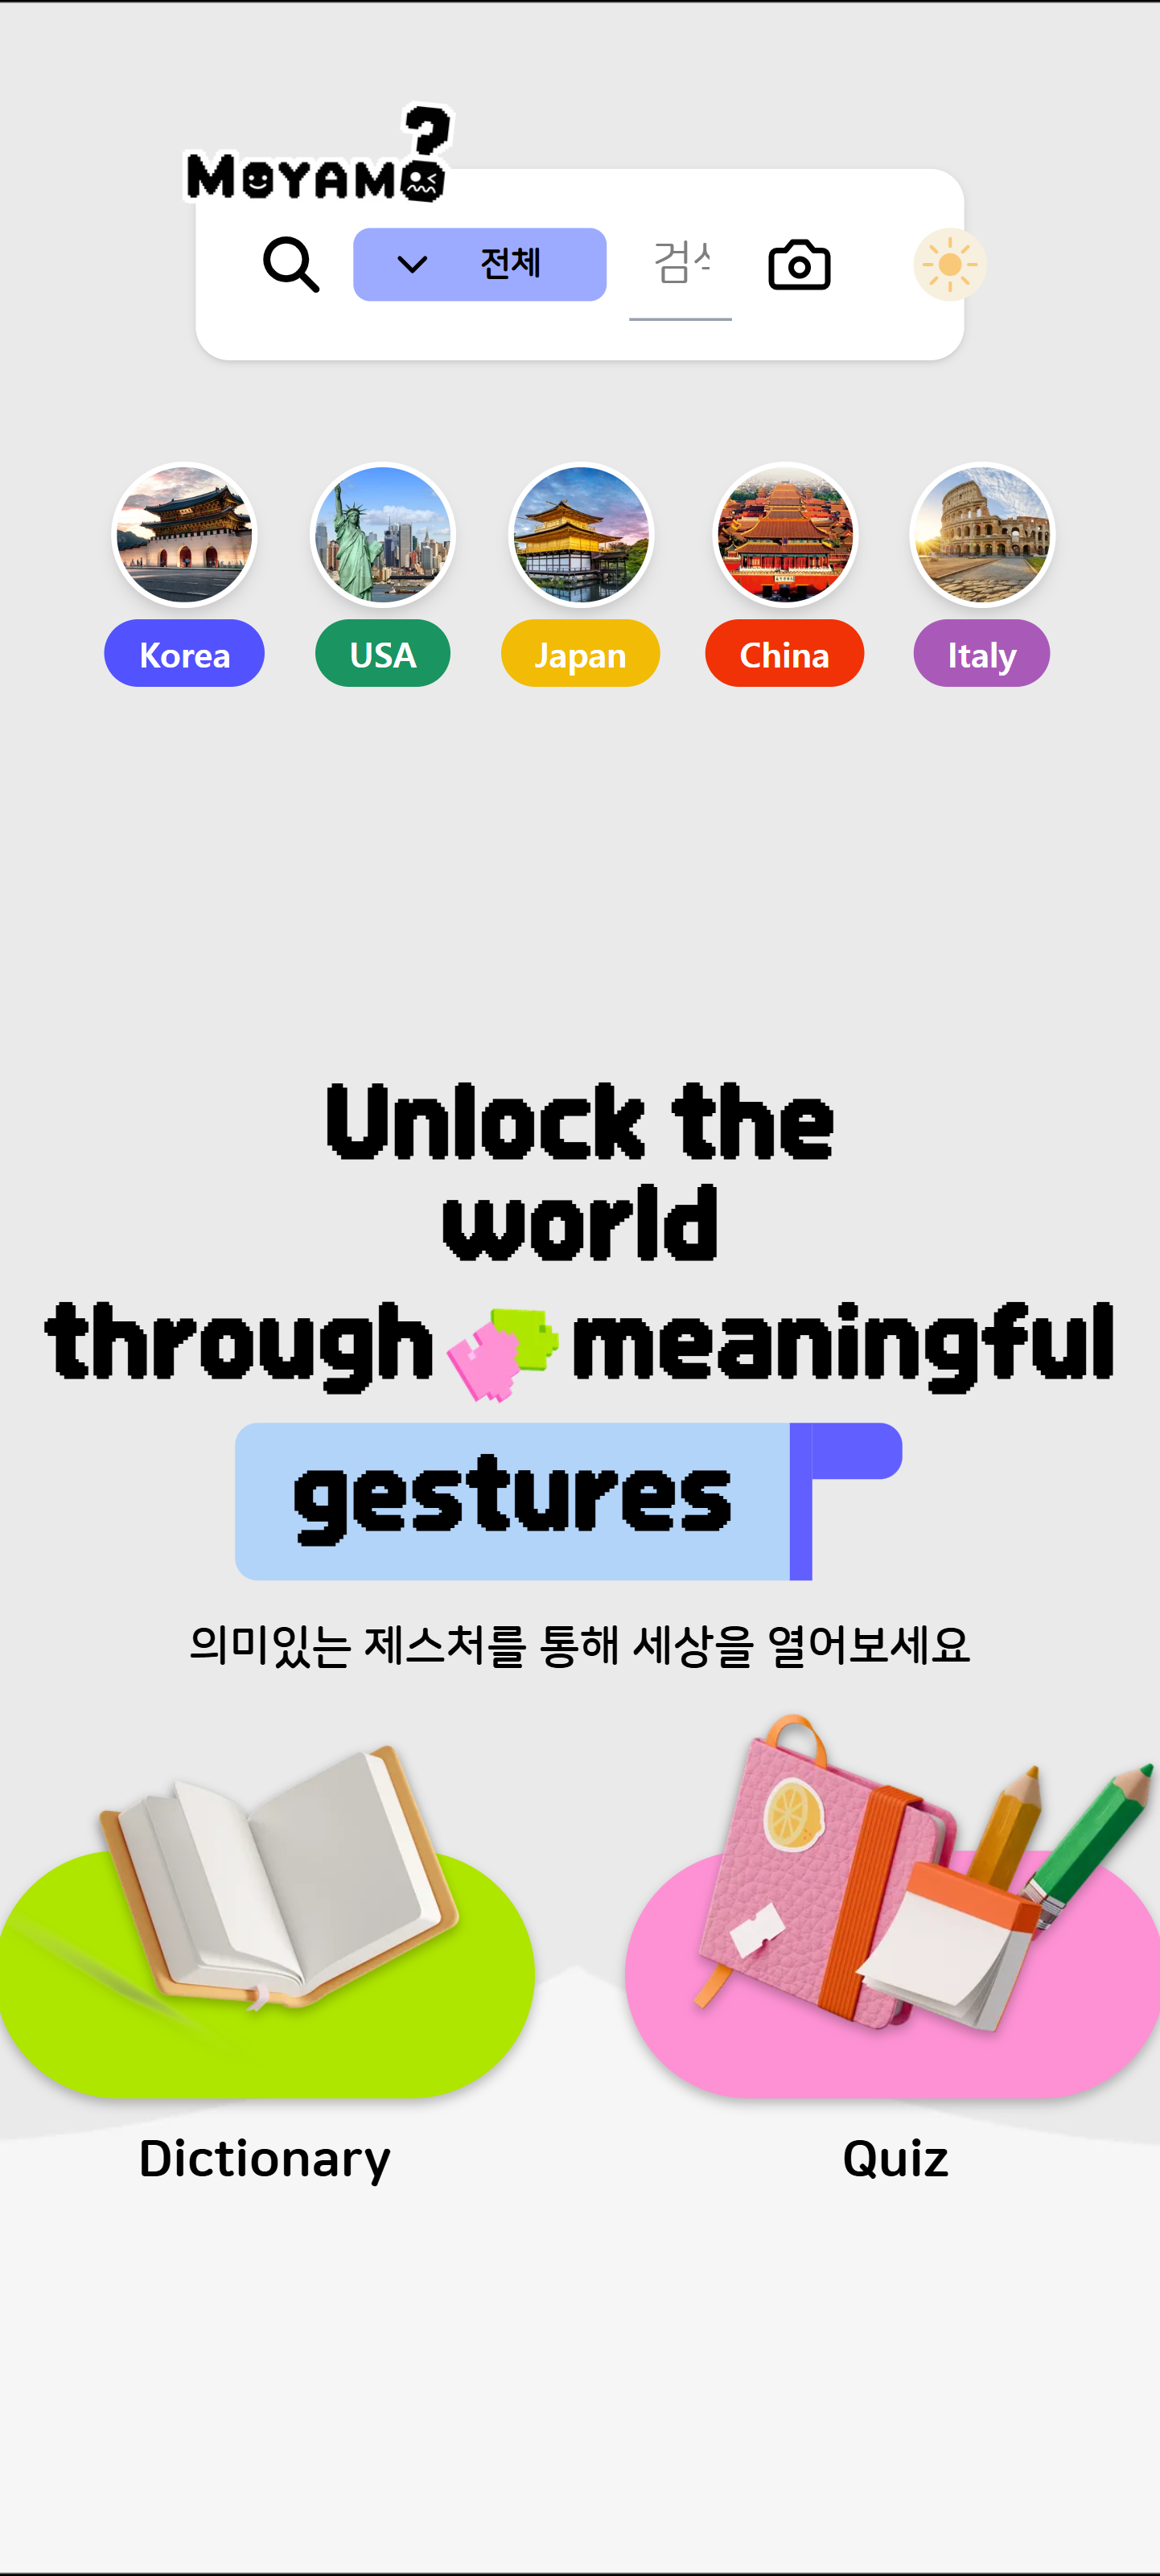 MOYAMO?
전체
Korea
USA
Japan
China
Italy
Unlock the
world
through meaningful
gestures
의미있는 제스처를 통해 세상을 열어보세요
Dictionary
Quiz